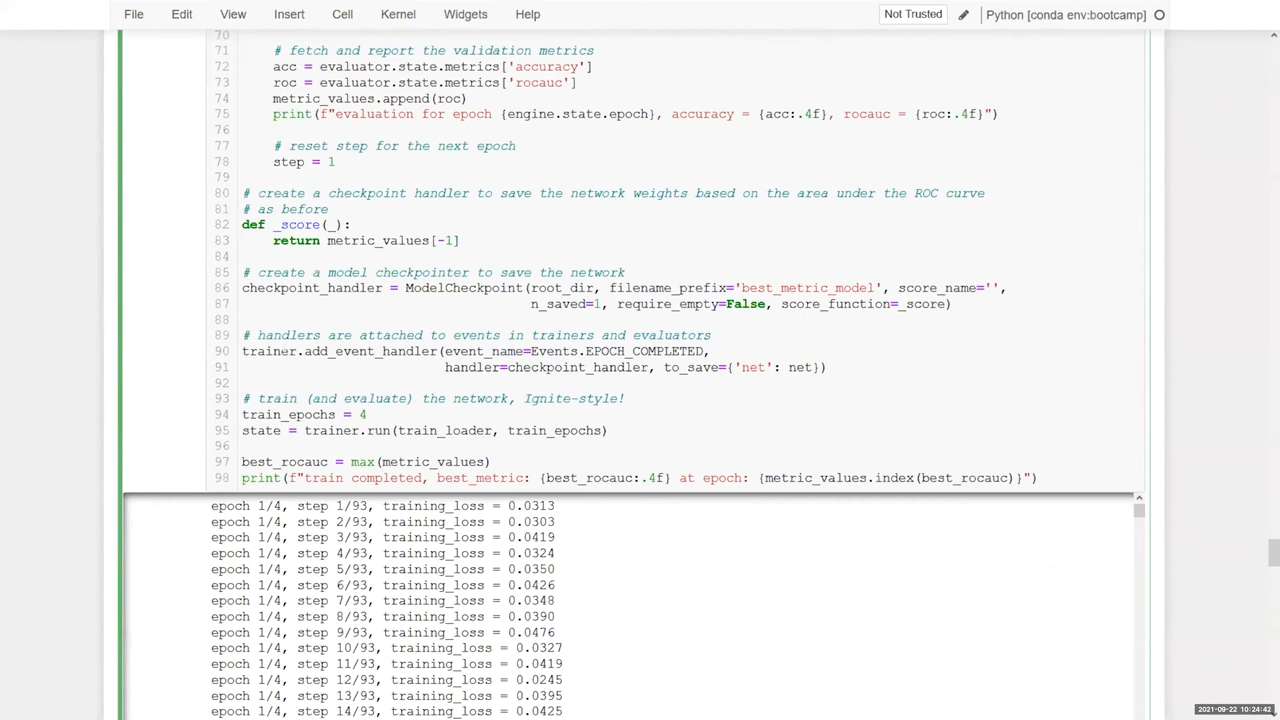 File Edit View Insert Cell Kernel Widgets Help Not Trusted Python [conda env:bootcamp]
70
71 # fetch and report the validation metrics
72 acc = evaluator.state.metrics['accuracy']
73 roc = evaluator.state.metrics['rocauc']
74 metric_values.append(roc)
75 print(f"evaluation for epoch {engine.state.epoch}, accuracy = {acc:.4f}, rocauc = {roc:.4f}")
76
77 # reset step for the next epoch
78 step = 1
79
80 # create a checkpoint handler to save the network weights based on the area under the ROC curve
81 # as before
82 def _score(_):
83 return metric_values[-1]
84
85 # create a model checkpointer to save the network
86 checkpoint_handler = ModelCheckpoint(root_dir, filename_prefix='best_metric_model', score_name='',
87 n_saved=1, require_empty=False, score_function=_score)
88
89 # handlers are attached to events in trainers and evaluators
90 trainer.add_event_handler(event_name=Events.EPOCH_COMPLETED,
91 handler=checkpoint_handler, to_save={'net': net})
92
93 # train (and evaluate) the network, Ignite-style!
94 train_epochs = 4
95 state = trainer.run(train_loader, train_epochs)
96
97 best_rocauc = max(metric_values)
98 print(f"train completed, best_metric: {best_rocauc:.4f} at epoch: {metric_values.index(best_rocauc)}")
epoch 1/4, step 1/93, training_loss = 0.0313
epoch 1/4, step 2/93, training_loss = 0.0303
epoch 1/4, step 3/93, training_loss = 0.0419
epoch 1/4, step 4/93, training_loss = 0.0324
epoch 1/4, step 5/93, training_loss = 0.0350
epoch 1/4, step 6/93, training_loss = 0.0426
epoch 1/4, step 7/93, training_loss = 0.0348
epoch 1/4, step 8/93, training_loss = 0.0390
epoch 1/4, step 9/93, training_loss = 0.0476
epoch 1/4, step 10/93, training_loss = 0.0327
epoch 1/4, step 11/93, training_loss = 0.0419
epoch 1/4, step 12/93, training_loss = 0.0245
epoch 1/4, step 13/93, training_loss = 0.0395
epoch 1/4, step 14/93, training_loss = 0.0425
2021-09-22 10:24:42